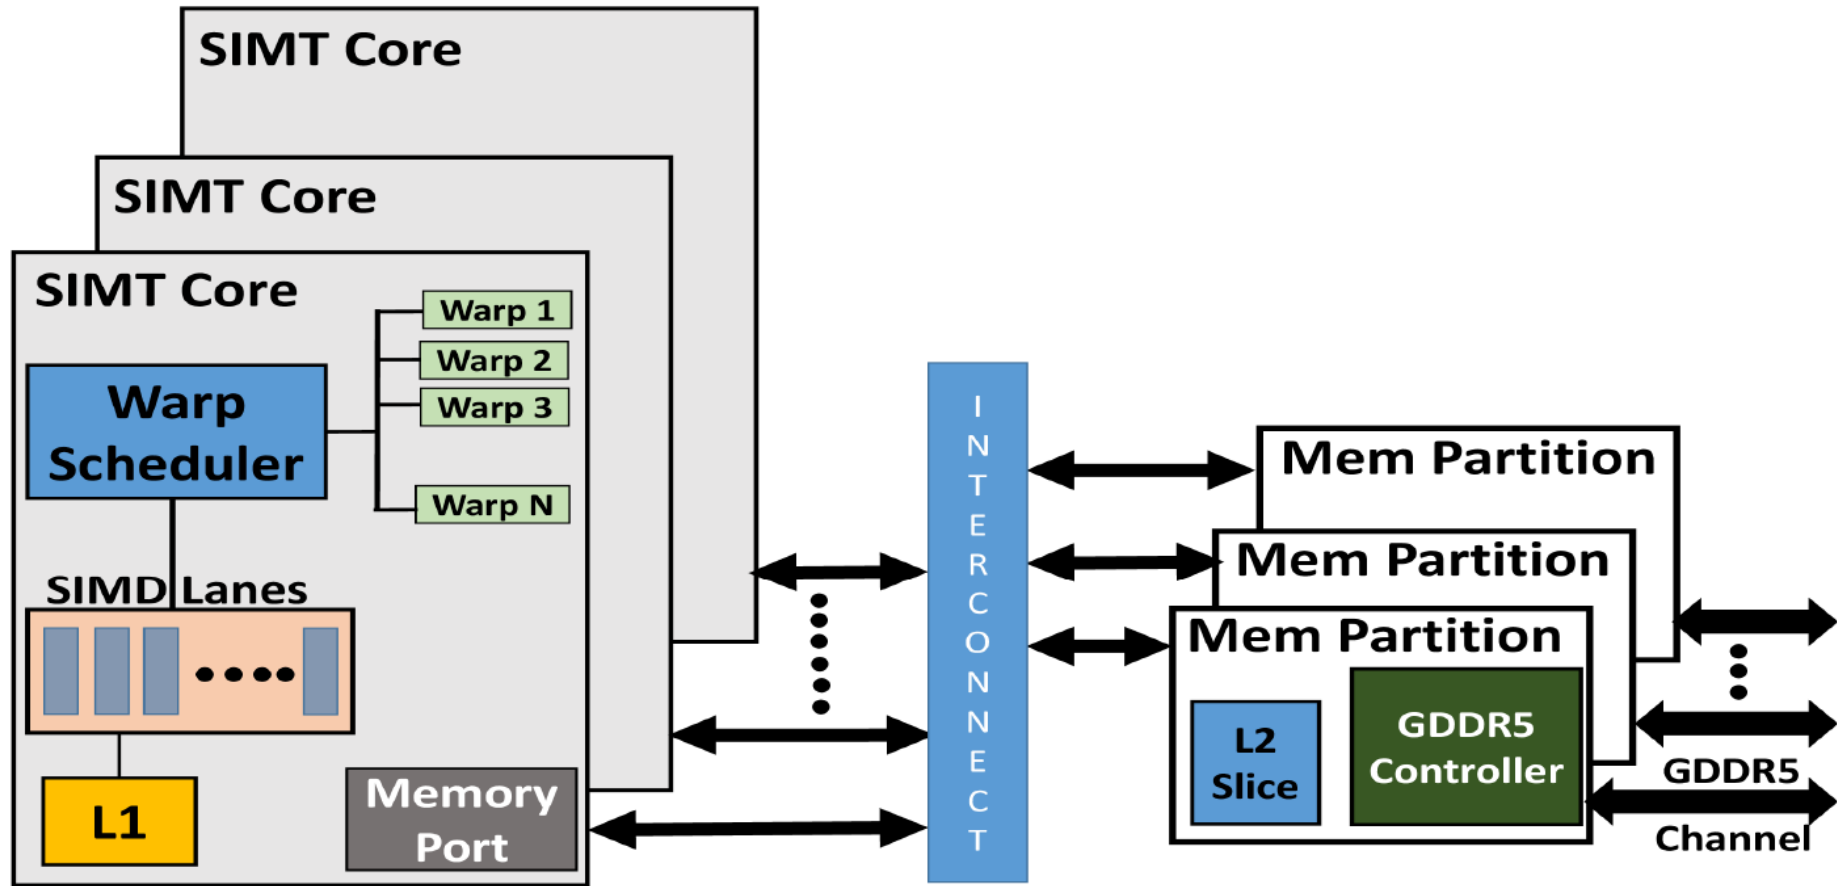 SIMT Core
SIMT Core
SIMT Core
Warp 1
Warp 2
Warp 3
Warp N
Warp
Scheduler
SIMD Lanes
L1
Memory
Port
INTERCONNECT
Mem Partition
Mem Partition
Mem Partition
L2
Slice
GDDR5
Controller
GDDR5
Channel